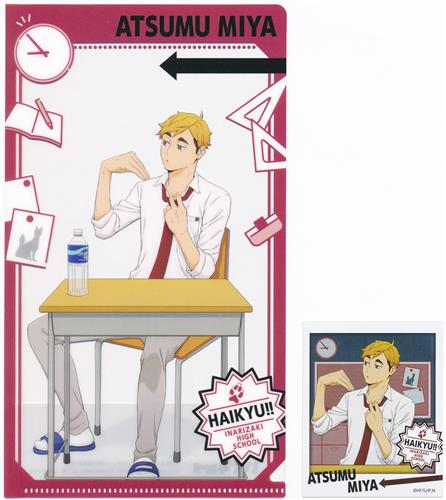 ATSUMU MIYA
HAIKYU!!
INARIZAKI
HIGH
SCHOOL
HAIKYU!!
INARIZAKI
HIGH
SCHOOL
ATSUMU
MIYA